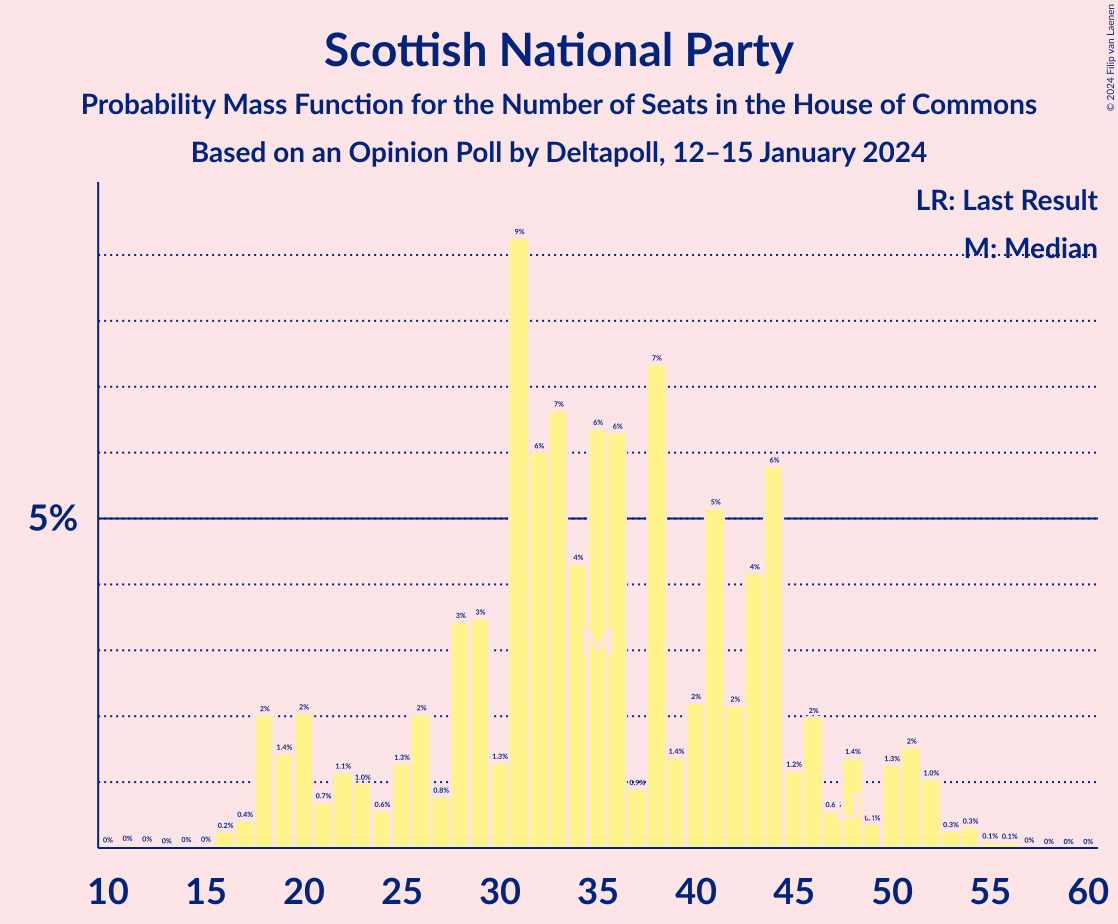 Scottish National Party
Probability Mass Function for the Number of Seats in the House of Commons
Based on an Opinion Poll by Deltapoll, 12–15 January 2024
© 2024 Filip van Laenen
LR: Last Result
M: Median
5%
0% 0% 0% 0% 0% 0% 0.2% 0.4% 2% 1.4% 2% 0.7% 1.1% 1.0% 0.6% 1.3% 2% 0.8% 3% 3% 1.3% 9% 6% 7% 4% 6% 6% 0.9% 7% 1.4% 2% 5% 2% 4% 6% 1.2% 2% 0.6 1.4% 1.3% 2% 1.0% 0.3% 0.3% 0.1% 0.1% 0% 0% 0% 0%
M
10 15 20 25 30 35 40 45 50 55 60